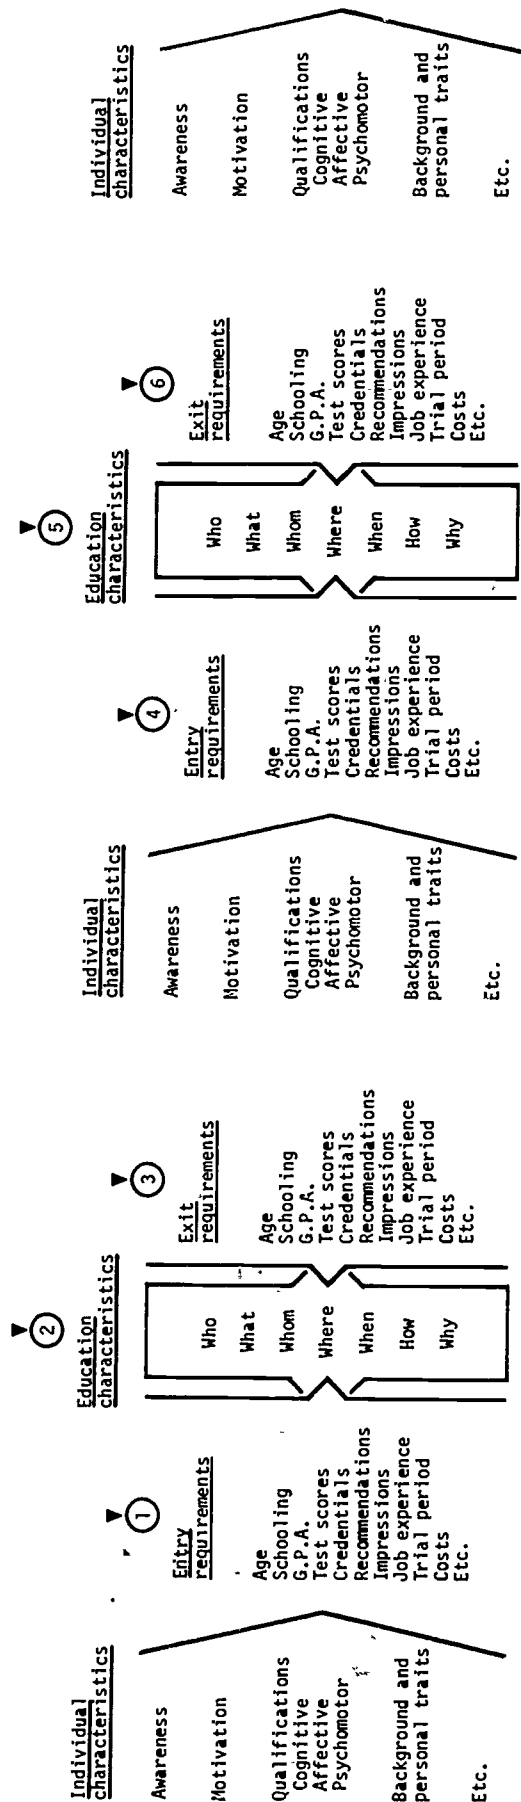 Individual
characteristics
Awareness
Motivation
Qualifications
Cognitive
Affective
Psychomotor
Background and
personal traits
Etc.
1
Entry
requirements
Age
Schooling
G.P.A.
Test scores
Credentials
Recommendations
Impressions
Job experience
Trial period
Costs
Etc.
2
Education
characteristics
Who
What
Whom
Where
When
How
Why
3
Exit
requirements
Age
Schooling
G.P.A.
Test scores
Credentials
Recommendations
Impressions
Job experience
Trial period
Costs
Etc.
Individual
characteristics
Awareness
Motivation
Qualifications
Cognitive
Affective
Psychomotor
Background and
personal traits
Etc.
4
Entry
requirements
Age
Schooling
G.P.A.
Test scores
Credentials
Recommendations
Impressions
Job experience
Trial period
Costs
Etc.
5
Education
characteristics
Who
What
Whom
Where
When
How
Why
6
Exit
requirements
Age
Schooling
G.P.A.
Test scores
Credentials
Recommendations
Impressions
Job experience
Trial period
Costs
Etc.
Individual
characteristics
Awareness
Motivation
Qualifications
Cognitive
Affective
Psychomotor
Background and
personal traits
Etc.